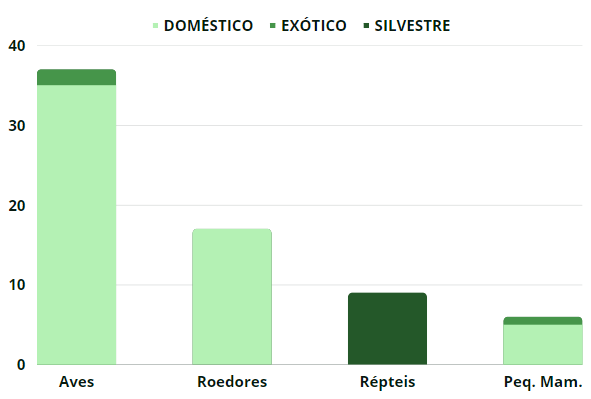 DOMÉSTICO EXÓTICO SILVESTRE
40
30
20
10
0
Aves Roedores Répteis Peq. Mam.